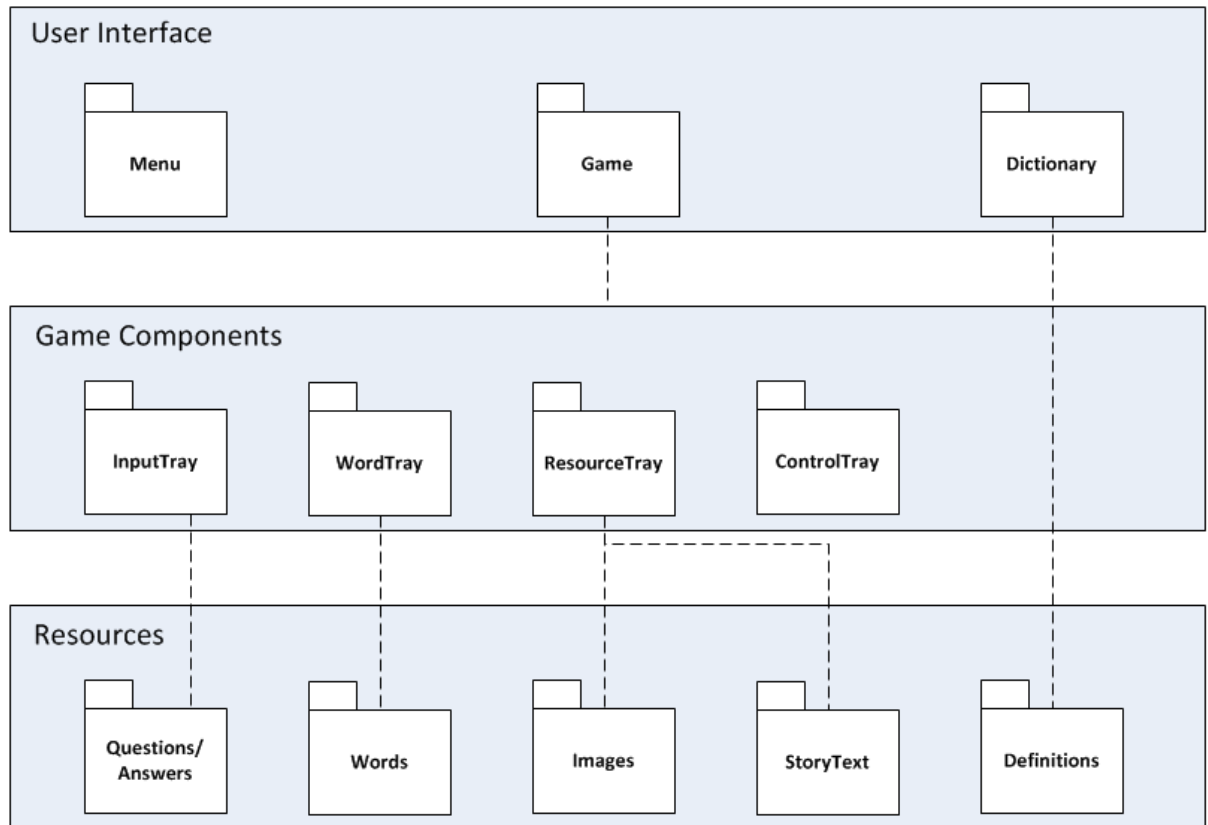 User Interface
Menu
Game
Dictionary
Game Components
InputTray
WordTray
ResourceTray
ControlTray
Resources
Questions/
Answers
Words
Images
StoryText
Definitions